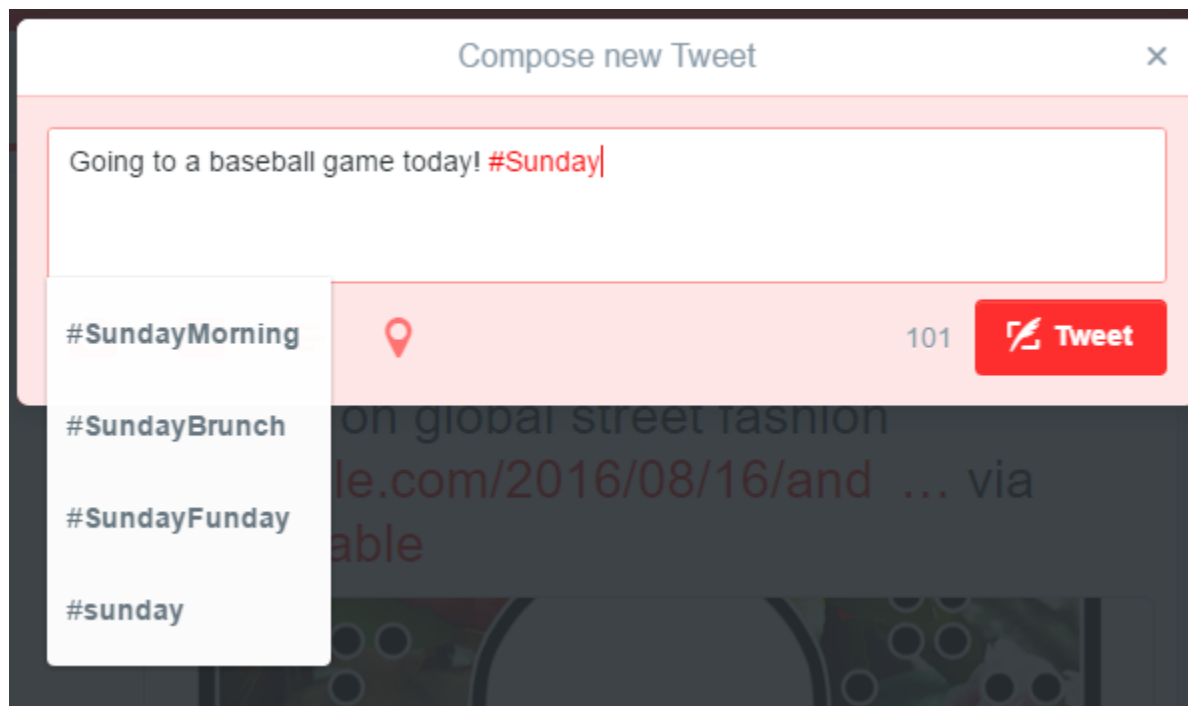 Compose new Tweet ×
Going to a baseball game today! #Sunday
#SundayMorning
101 Tweet
on global street fashion
#SundayBrunch
le.com/2016/08/16/and … via
#SundayFunday
able
#sunday